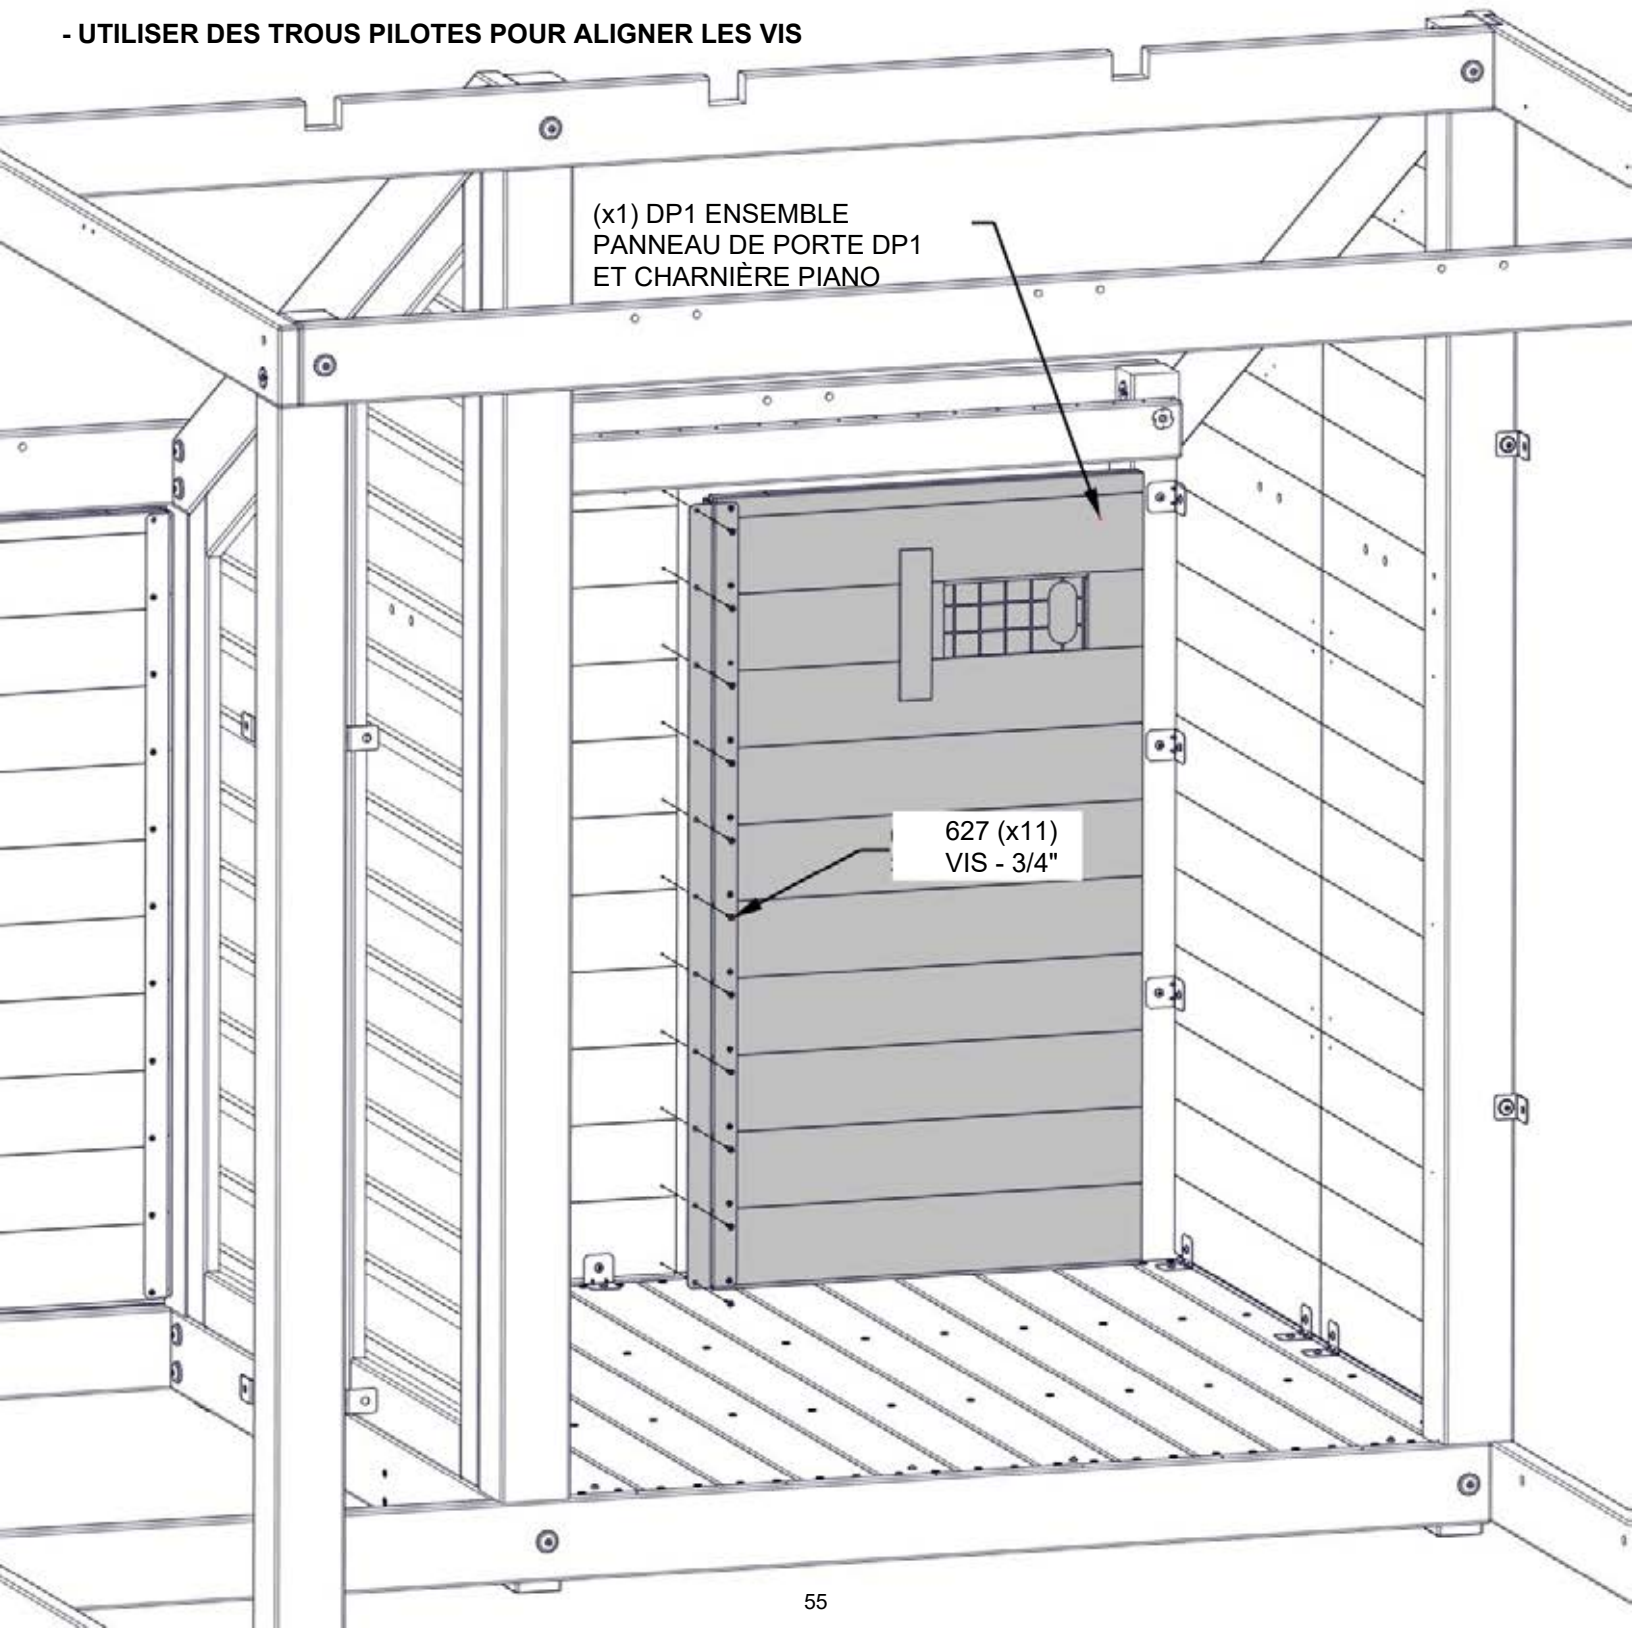 - UTILISER DES TROUS PILOTES POUR ALIGNER LES VIS
(x1) DP1 ENSEMBLE
PANNEAU DE PORTE DP1
ET CHARNIÈRE PIANO
627 (x11)
VIS - 3/4"
55